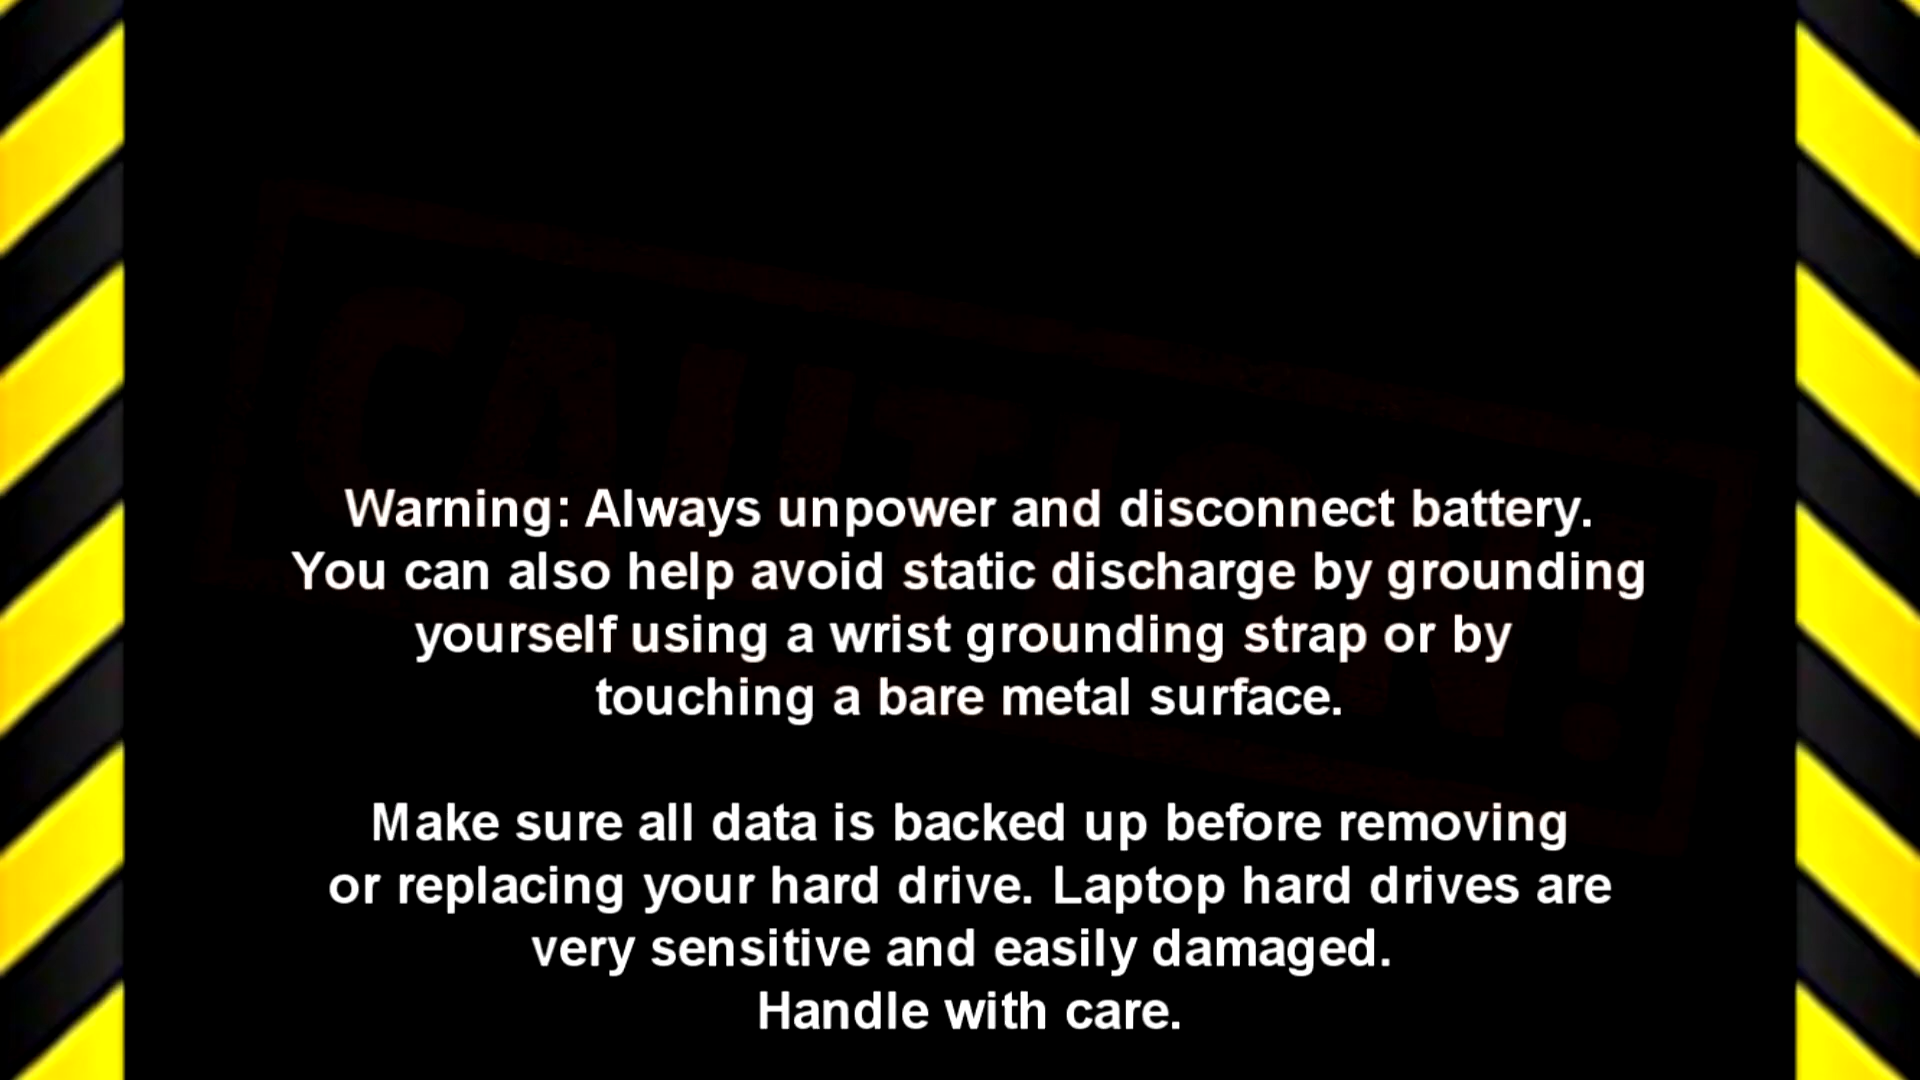 CAUTION!
Warning: Always unpower and disconnect battery.
You can also help avoid static discharge by grounding
yourself using a wrist grounding strap or by
touching a bare metal surface.
Make sure all data is backed up before removing
or replacing your hard drive. Laptop hard drives are
very sensitive and easily damaged.
Handle with care.